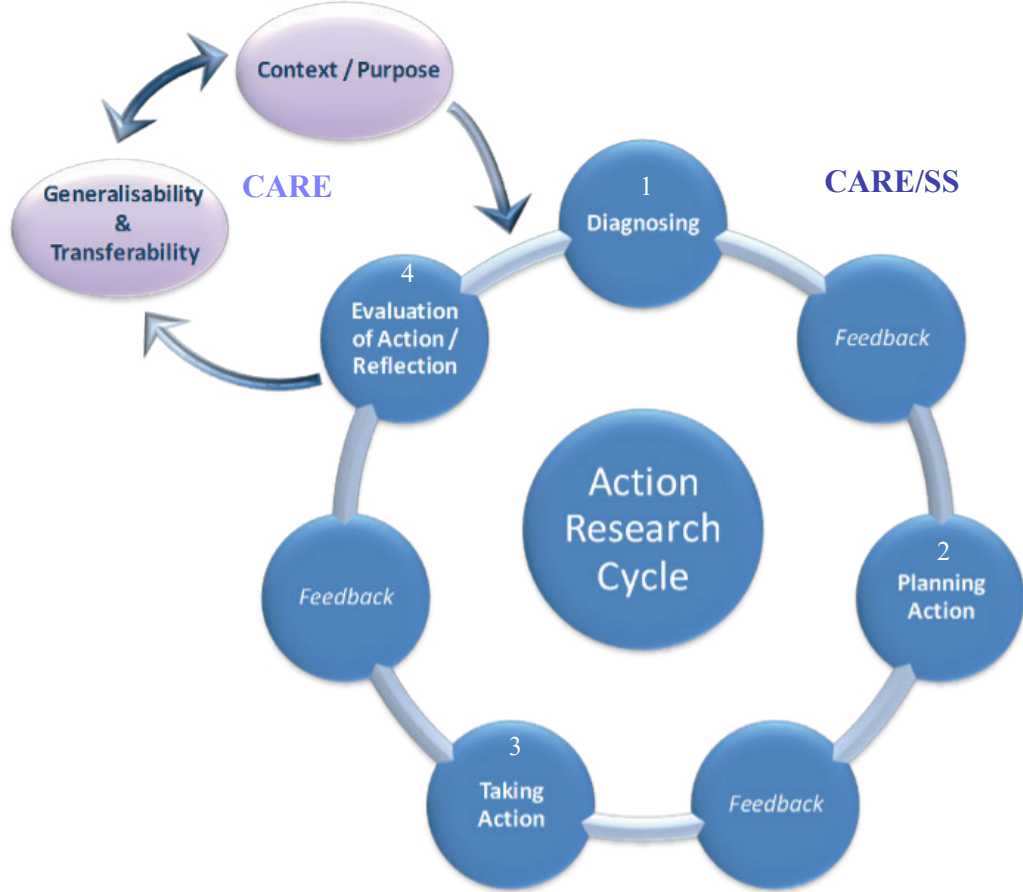 Context / Purpose
Generalisability
&
Transferability
CARE
CARE/SS
1
Diagnosing
Feedback
2
Planning
Action
Feedback
3
Taking
Action
Feedback
4
Evaluation
of Action /
Reflection
Action
Research
Cycle